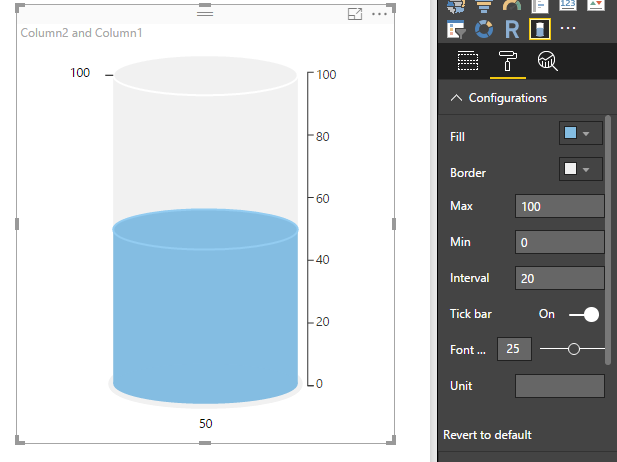 Column2 and Column1
100
100
80
60
40
20
0
50
123
R
Configurations
Fill
Border
Max 100
Min 0
Interval 20
Tick bar On
Font ... 25
Unit
Revert to default